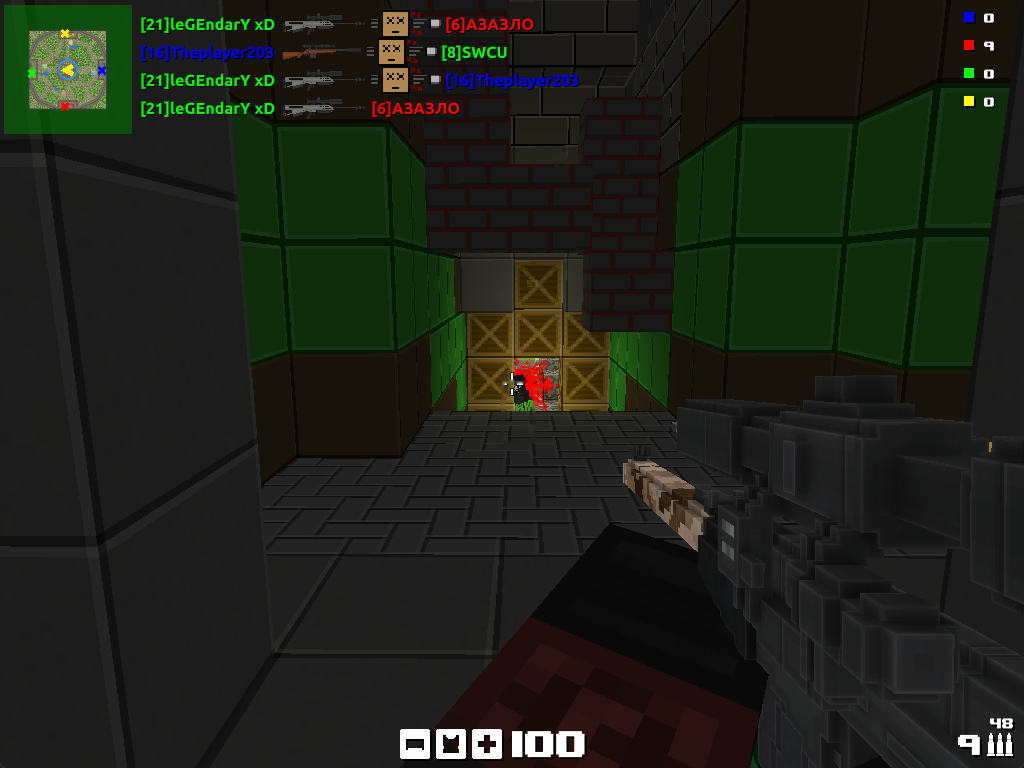 [21]leGEndarY xD [6]АЗАЗЛО
[16]Theplayer203 [8]SWCU
[21]leGEndarY xD [16]Theplayer203
[21]leGEndarY xD [6]АЗАЗЛО
0
9
0
0
48
100 9